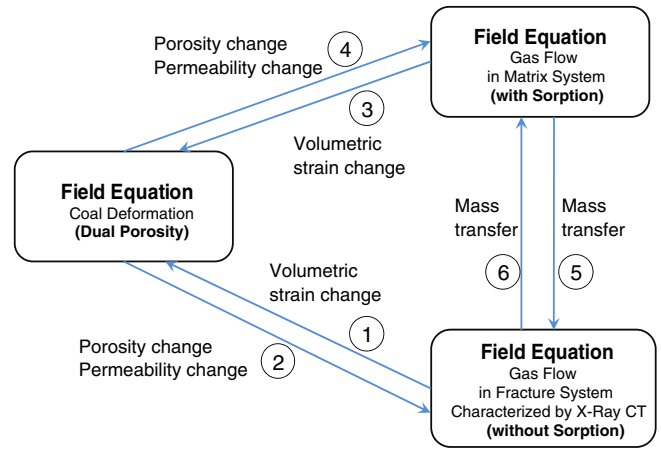 Porosity change
Permeability change
4
Field Equation
Gas Flow
in Matrix System
(with Sorption)
3
Volumetric
strain change
Field Equation
Coal Deformation
(Dual Porosity)
Mass
transfer
6
Mass
transfer
5
Volumetric
strain change
1
Porosity change
Permeability change
2
Field Equation
Gas Flow
in Fracture System
Characterized by X-Ray CT
(without Sorption)